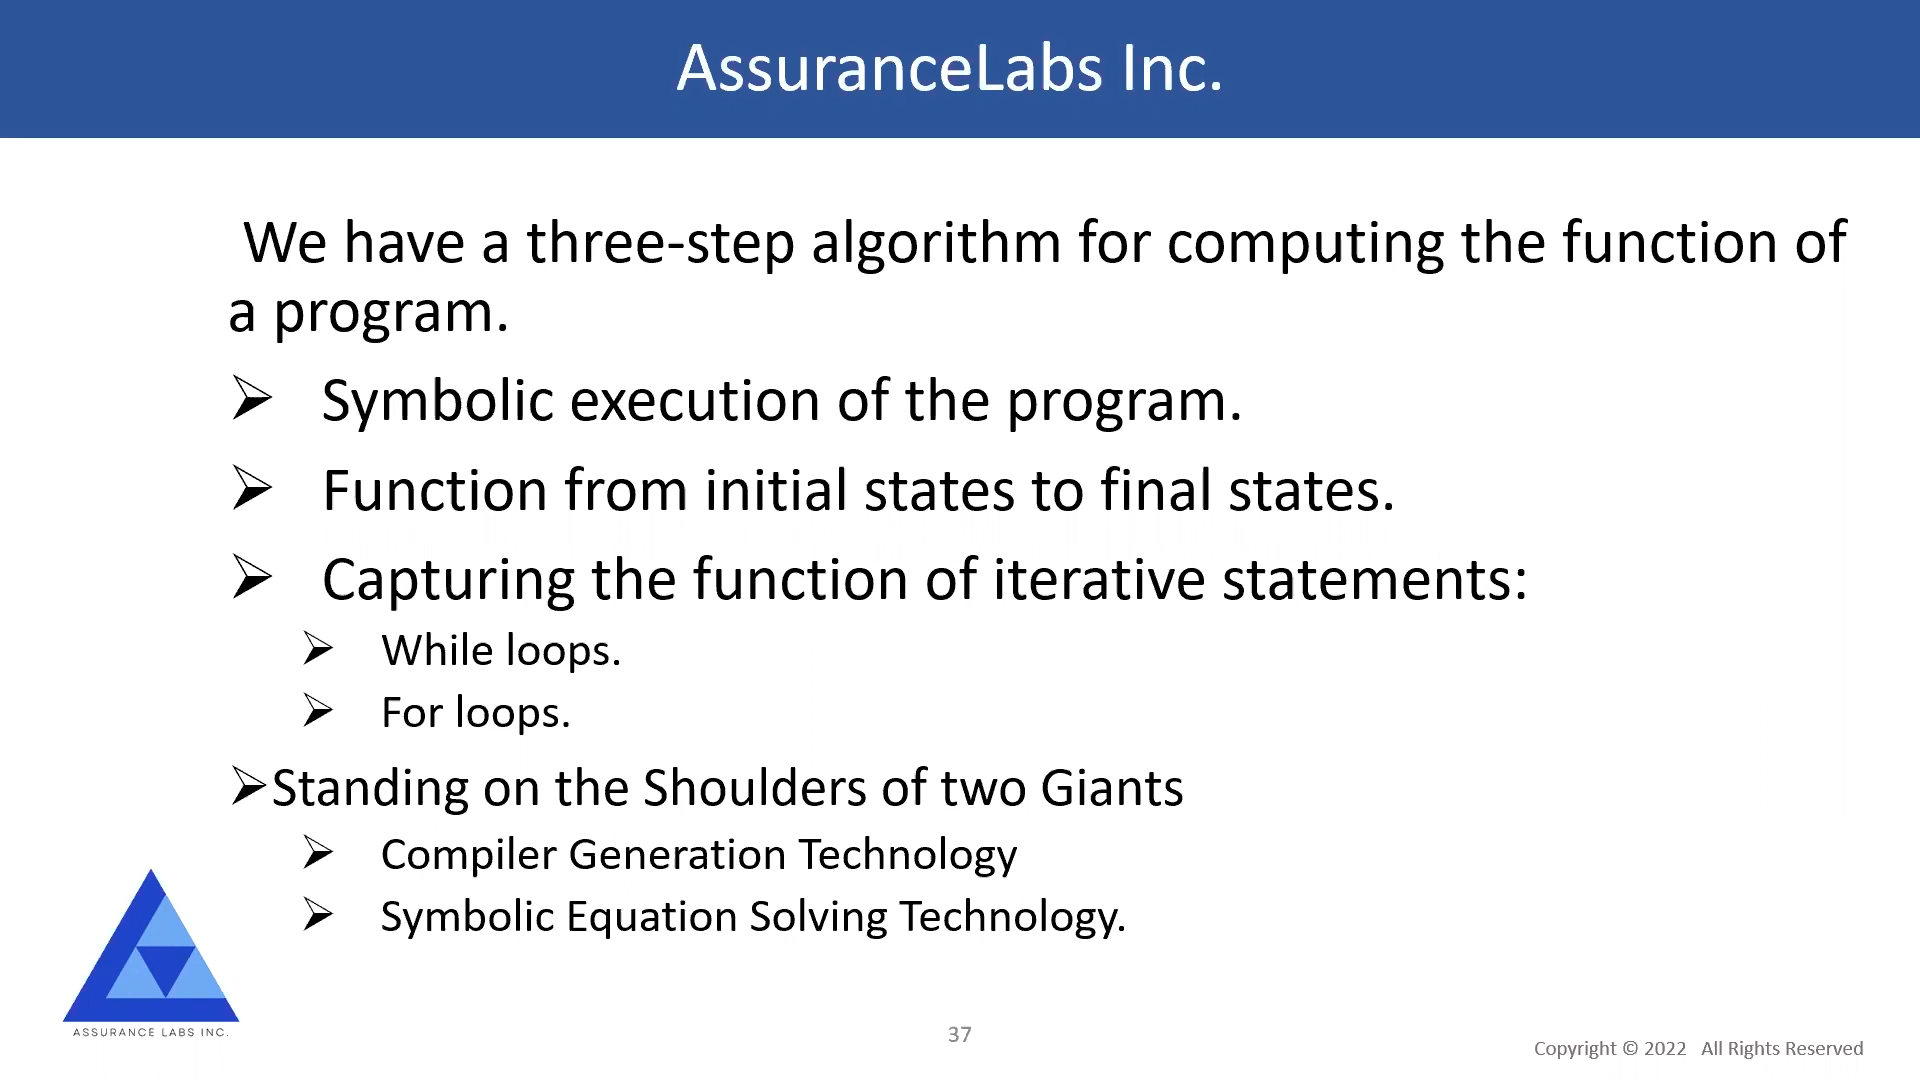 AssuranceLabs Inc.
We have a three-step algorithm for computing the function of
a program.
Symbolic execution of the program.
Function from initial states to final states.
Capturing the function of iterative statements:
While loops.
For loops.
Standing on the Shoulders of two Giants
Compiler Generation Technology
Symbolic Equation Solving Technology.
ASSURANCE LABS INC.
37
Copyright © 2022 All Rights Reserved